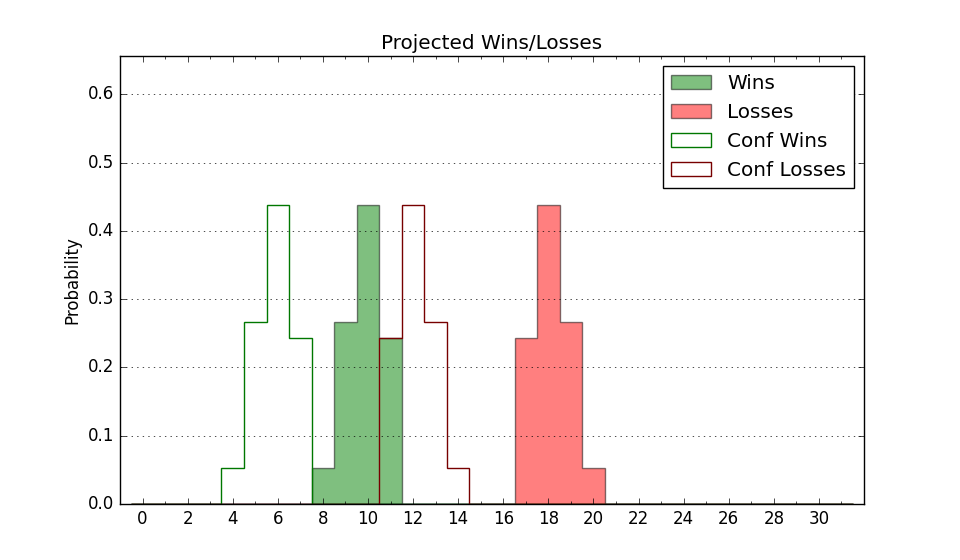 Projected Wins/Losses
Wins
Losses
Conf Wins
Conf Losses
Probability
0.6
0.5
0.4
0.3
0.2
0.1
0.0
0 2 4 6 8 10 12 14 16 18 20 22 24 26 28 30